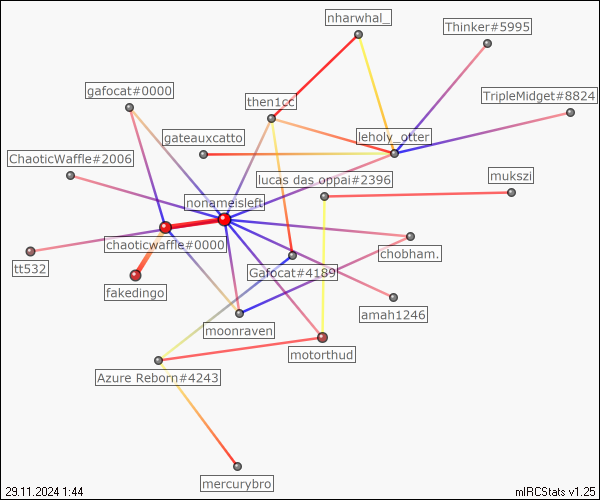 nharwhal_
Thinker#5995
gafocat#0000
then1cc
TripleMidget#8824
gateauxcatto
leholy_otter
ChaoticWaffle#2006
lucas das oppai#2396
mukszi
nonameisleft
chaoticwaffle#0000
chobham.
tt532
Gafocat#4189
fakedingo
amah1246
moonraven
motorthud
Azure Reborn#4243
mercurybro
29.11.2024 1:44
mIRCStats v1.25